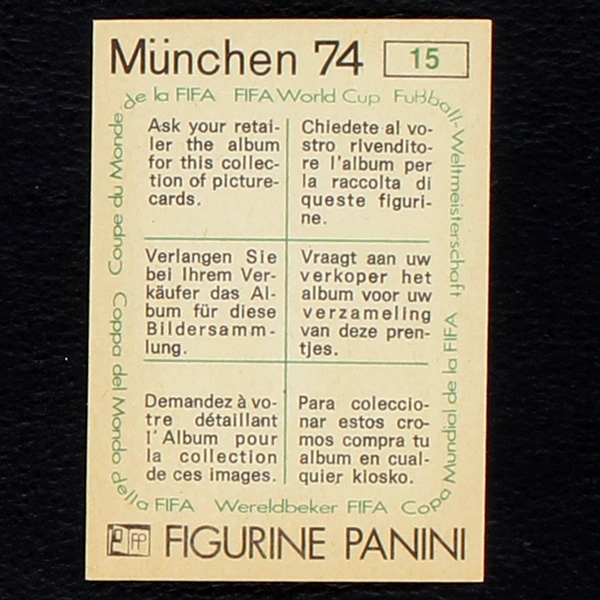 München 74 15
de la FIFA FIFA World Cup Fußball-Weltmeisterschaft
Ask your retai-
ler the album
for this collec-
tion of picture-
cards.
Chiedete al vo-
stro rivendito-
re l'album per
la raccolta di
queste figuri-
ne.
Verlangen Sie
bei Ihrem Ver-
käufer das Al-
bum für diese
Bildersamm-
lung.
Vraagt aan uw
verkoper het
album voor uw
verzameling
van deze pren-
tjes.
Demandez à vo-
tre détaillant
l'Album pour
la collection
de ces images.
Para coleccio-
nar estos cro-
mos compra tu
album en cual-
quier kiosko.
Coupe du Monde
Coppa del Mondo della FIFA Wereldbeker FIFA Copa Mundial de la FIFA
FP FIGURINE PANINI